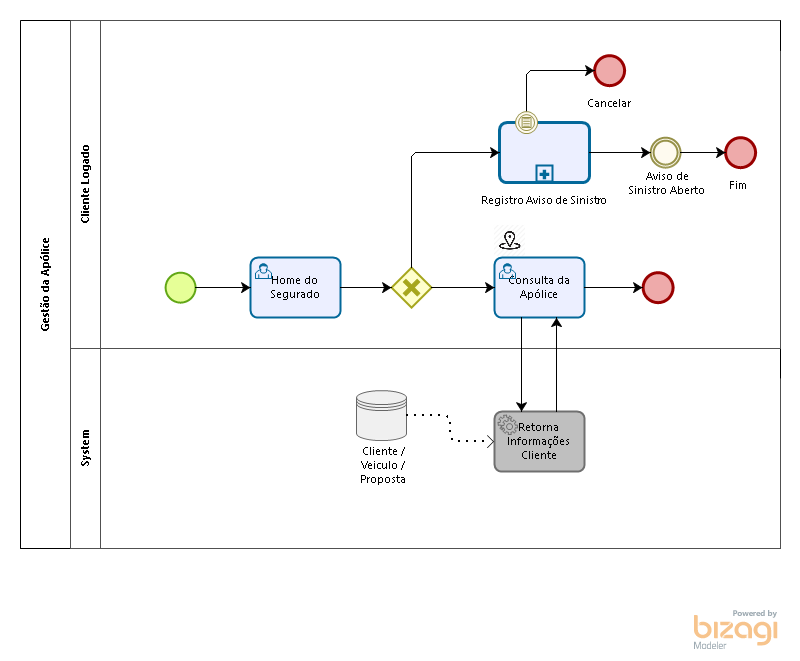 Gestão da Apólice
Cliente Logado
Cancelar
Registro Aviso de Sinistro
Aviso de
Sinistro Aberto
Fim
Home do
Segurado
Consulta da
Apólice
System
Cliente /
Veiculo /
Proposta
Retorna
Informações
Cliente
Powered by
bizagi
Modeler